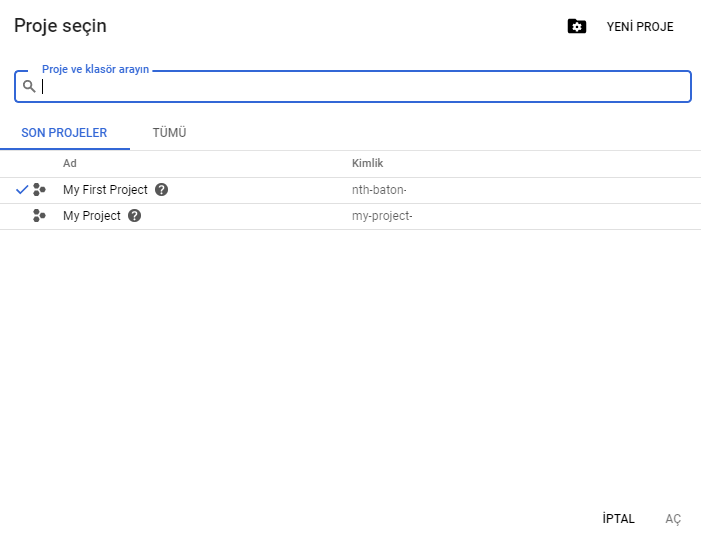 Proje seçin
YENİ PROJE
Proje ve klasör arayın
SON PROJELER TÜMÜ
Ad Kimlik
My First Project ? nth-baton-
My Project ? my-project-
İPTAL AÇ